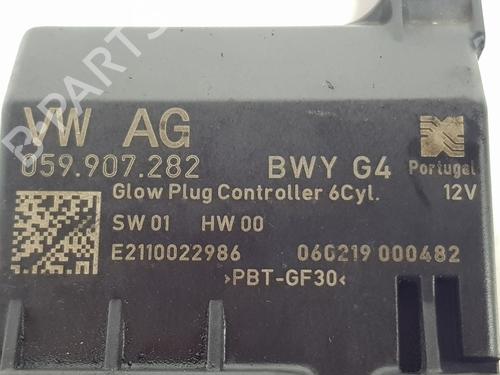 VW AG
059.907.282 BWY G4 Portugal
Glow Plug Controller 6Cyl. 12V
SW 01 HW 00
E2110022986 060219 000482
>PBT-GF30<
B-PARTS